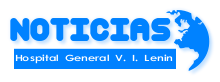 NOTICIAS
Hospital General V. I. Lenin